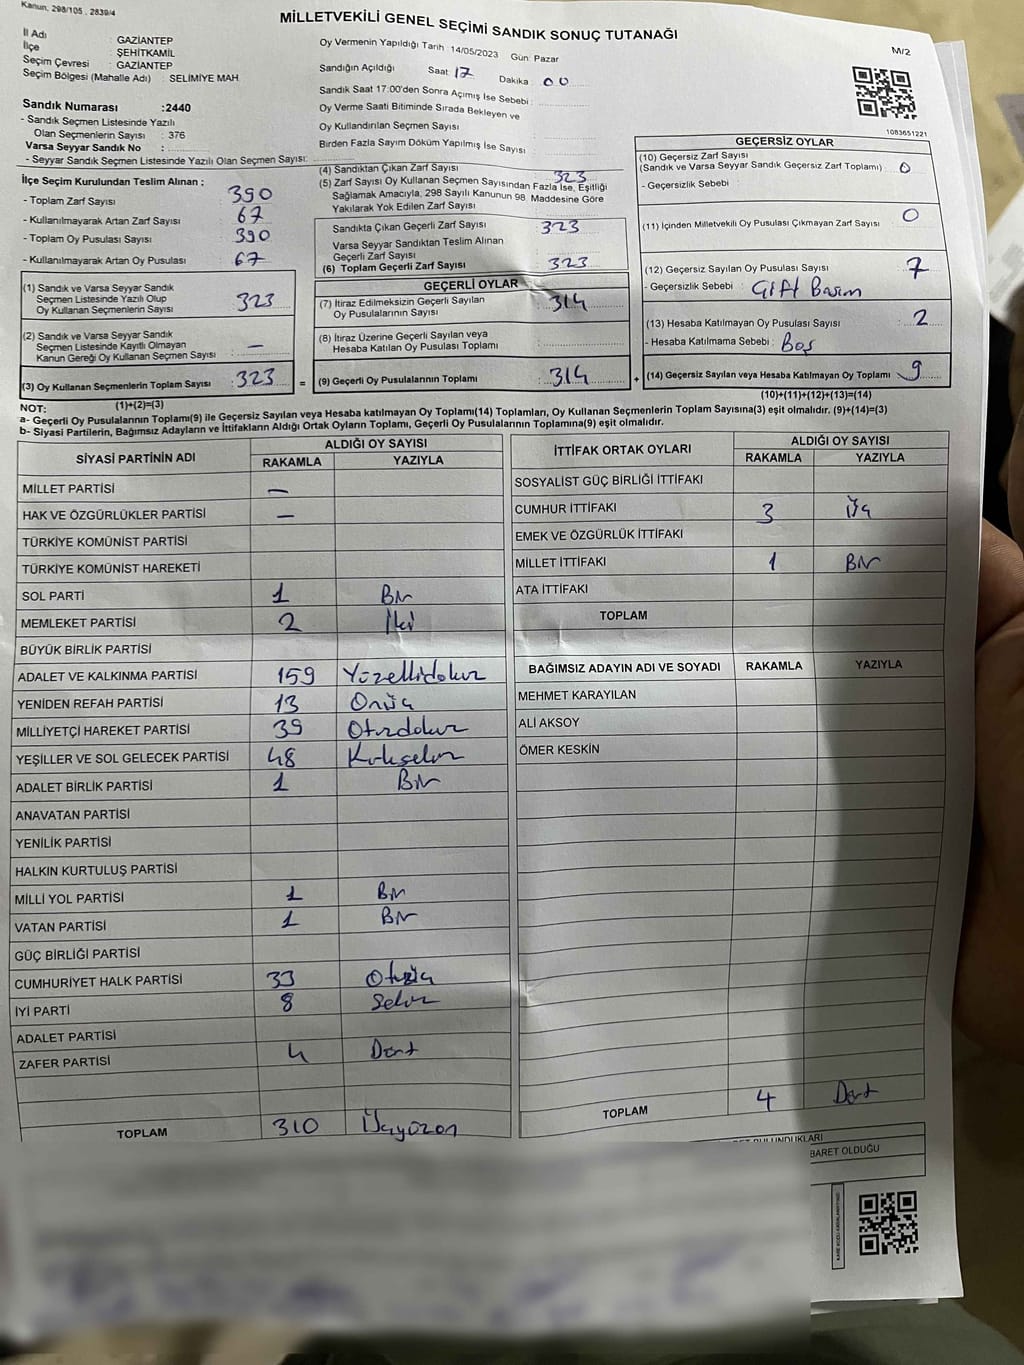 Kanun, 298/105, 2839/4
MİLLETVEKİLİ GENEL SEÇİMİ SANDIK SONUÇ TUTANAĞI
M/2
İl Adı : GAZİANTEP
İlçe : ŞEHİTKAMİL
Seçim Çevresi : GAZİANTEP
Seçim Bölgesi (Mahalle Adı) : SELİMİYE MAH.
Sandık Numarası : 2440
- Sandık Seçmen Listesinde Yazılı
Olan Seçmenlerin Sayısı : 376
Varsa Seyyar Sandık No :
- Seyyar Sandık Seçmen Listesinde Yazılı Olan Seçmen Sayısı:
Oy Vermenin Yapıldığı Tarih : 14/05/2023 Gün: Pazar
Sandığın Açıldığı Saat : 17 Dakika : 00
Sandık Saat 17:00'den Sonra Açımış İse Sebebi :
Oy Verme Saati Bitiminde Sırada Bekleyen ve
Oy Kullandırılan Seçmen Sayısı
Birden Fazla Sayım Döküm Yapılmış İse Sayısı :
1083651221
İlçe Seçim Kurulundan Teslim Alınan :
- Toplam Zarf Sayısı : 390
- Kullanılmayarak Artan Zarf Sayısı : 67
- Toplam Oy Pusulası Sayısı : 390
- Kullanılmayarak Artan Oy Pusulası : 67
(1) Sandık ve Varsa Seyyar Sandık
Seçmen Listesinde Yazılı Olup
Oy Kullanan Seçmenlerin Sayısı : 323
(2) Sandık ve Varsa Seyyar Sandık
Seçmen Listesinde Kayıtlı Olmayan
Kanun Gereği Oy Kullanan Seçmen Sayısı : —
(3) Oy Kullanan Seçmenlerin Toplam Sayısı : 323 =
(1)+(2)=(3)
(4) Sandıktan Çıkan Zarf Sayısı : 323
(5) Zarf Sayısı Oy Kullanan Seçmen Sayısından Fazla İse, Eşitliği
Sağlamak Amacıyla, 298 Sayılı Kanunun 98. Maddesine Göre
Yakılarak Yok Edilen Zarf Sayısı
Sandıkta Çıkan Geçerli Zarf Sayısı : 323
Varsa Seyyar Sandıktan Teslim Alınan
Geçerli Zarf Sayısı
(6) Toplam Geçerli Zarf Sayısı : 323
GEÇERLİ OYLAR
(7) İtiraz Edilmeksizin Geçerli Sayılan
Oy Pusulalarının Sayısı : 314
(8) İtiraz Üzerine Geçerli Sayılan veya
Hesaba Katılan Oy Pusulası Toplamı :
(9) Geçerli Oy Pusulalarının Toplamı : 314 +
GEÇERSİZ OYLAR
(10) Geçersiz Zarf Sayısı
(Sandık ve Varsa Seyyar Sandık Geçersiz Zarf Toplamı) : 0
- Geçersizlik Sebebi :
(11) İçinden Milletvekili Oy Pusulası Çıkmayan Zarf Sayısı : 0
(12) Geçersiz Sayılan Oy Pusulası Sayısı : 7
- Geçersizlik Sebebi : Çift Basım
(13) Hesaba Katılmayan Oy Pusulası Sayısı : 2
- Hesaba Katılmama Sebebi : Boş
(14) Geçersiz Sayılan veya Hesaba Katılmayan Oy Toplamı : 9
(10)+(11)+(12)+(13)=(14)
NOT:
a- Geçerli Oy Pusulalarının Toplamı(9) ile Geçersiz Sayılan veya Hesaba katılmayan Oy Toplamı(14) Toplamları, Oy Kullanan Seçmenlerin Toplam Sayısına(3) eşit olmalıdır. (9)+(14)=(3)
b- Siyasi Partilerin, Bağımsız Adayların ve İttifakların Aldığı Ortak Oyların Toplamı, Geçerli Oy Pusulalarının Toplamına(9) eşit olmalıdır.
SİYASİ PARTİNİN ADI ALDIĞI OY SAYISI
RAKAMLA YAZIYLA
MİLLET PARTİSİ —
HAK VE ÖZGÜRLÜKLER PARTİSİ —
TÜRKİYE KOMÜNİST PARTİSİ
TÜRKİYE KOMÜNİST HAREKETİ
SOL PARTİ 1 Bir
MEMLEKET PARTİSİ 2 İki
BÜYÜK BİRLİK PARTİSİ
ADALET VE KALKINMA PARTİSİ 159 Yüzellidokuz
YENİDEN REFAH PARTİSİ 13 Onüç
MİLLİYETÇİ HAREKET PARTİSİ 39 Otuzdokuz
YEŞİLLER VE SOL GELECEK PARTİSİ 48 Kırksekiz
ADALET BİRLİK PARTİSİ 1 Bir
ANAVATAN PARTİSİ
YENİLİK PARTİSİ
HALKIN KURTULUŞ PARTİSİ
MİLLİ YOL PARTİSİ 1 Bir
VATAN PARTİSİ 1 Bir
GÜÇ BİRLİĞİ PARTİSİ
CUMHURİYET HALK PARTİSİ 33 Otuzüç
İYİ PARTİ 8 Sekiz
ADALET PARTİSİ
ZAFER PARTİSİ 4 Dört
TOPLAM 310 Üçyüzon
İTTİFAK ORTAK OYLARI ALDIĞI OY SAYISI
RAKAMLA YAZIYLA
SOSYALİST GÜÇ BİRLİĞİ İTTİFAKI
CUMHUR İTTİFAKI 3 Üç
EMEK VE ÖZGÜRLÜK İTTİFAKI
MİLLET İTTİFAKI 1 Bir
ATA İTTİFAKI
TOPLAM
BAĞIMSIZ ADAYIN ADI VE SOYADI RAKAMLA YAZIYLA
MEHMET KARAYILAN
ALİ AKSOY
ÖMER KESKİN
TOPLAM 4 Dört
BULUNDUKLARI
BARET OLDUĞU